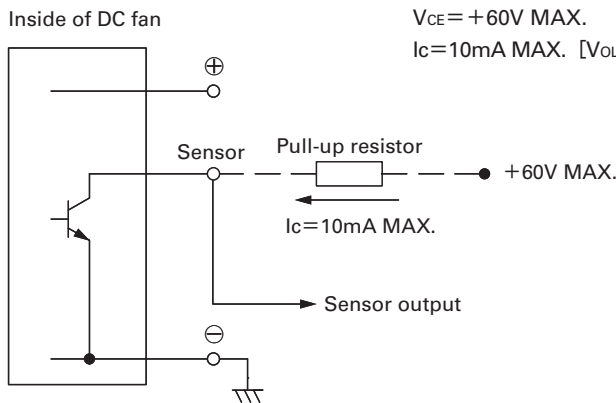 Inside of DC fan
VCE=+60V MAX.
Ic=10mA MAX. [VOL
⊕
Sensor
Pull-up resistor
+60V MAX.
Ic=10mA MAX.
Sensor output
⊖